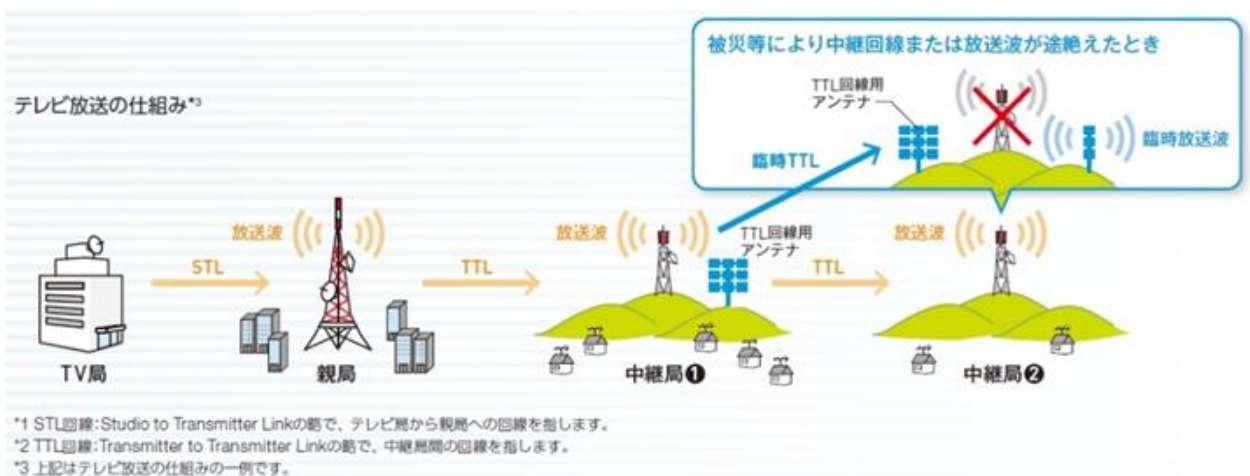 被災等により中継回線または放送波が途絶えたとき
TTL回線用
アンテナ
臨時放送波
臨時TTL
テレビ放送の仕組み*3
放送波
放送波
TTL回線用
アンテナ
放送波
STL
TTL
TTL
TV局
親局
中継局❶
中継局❷
*1 STL回線:Studio to Transmitter Linkの略で、テレビ局から親局への回線を指します。
*2 TTL回線:Transmitter to Transmitter Linkの略で、中継局間の回線を指します。
*3 上記はテレビ放送の仕組みの一例です。